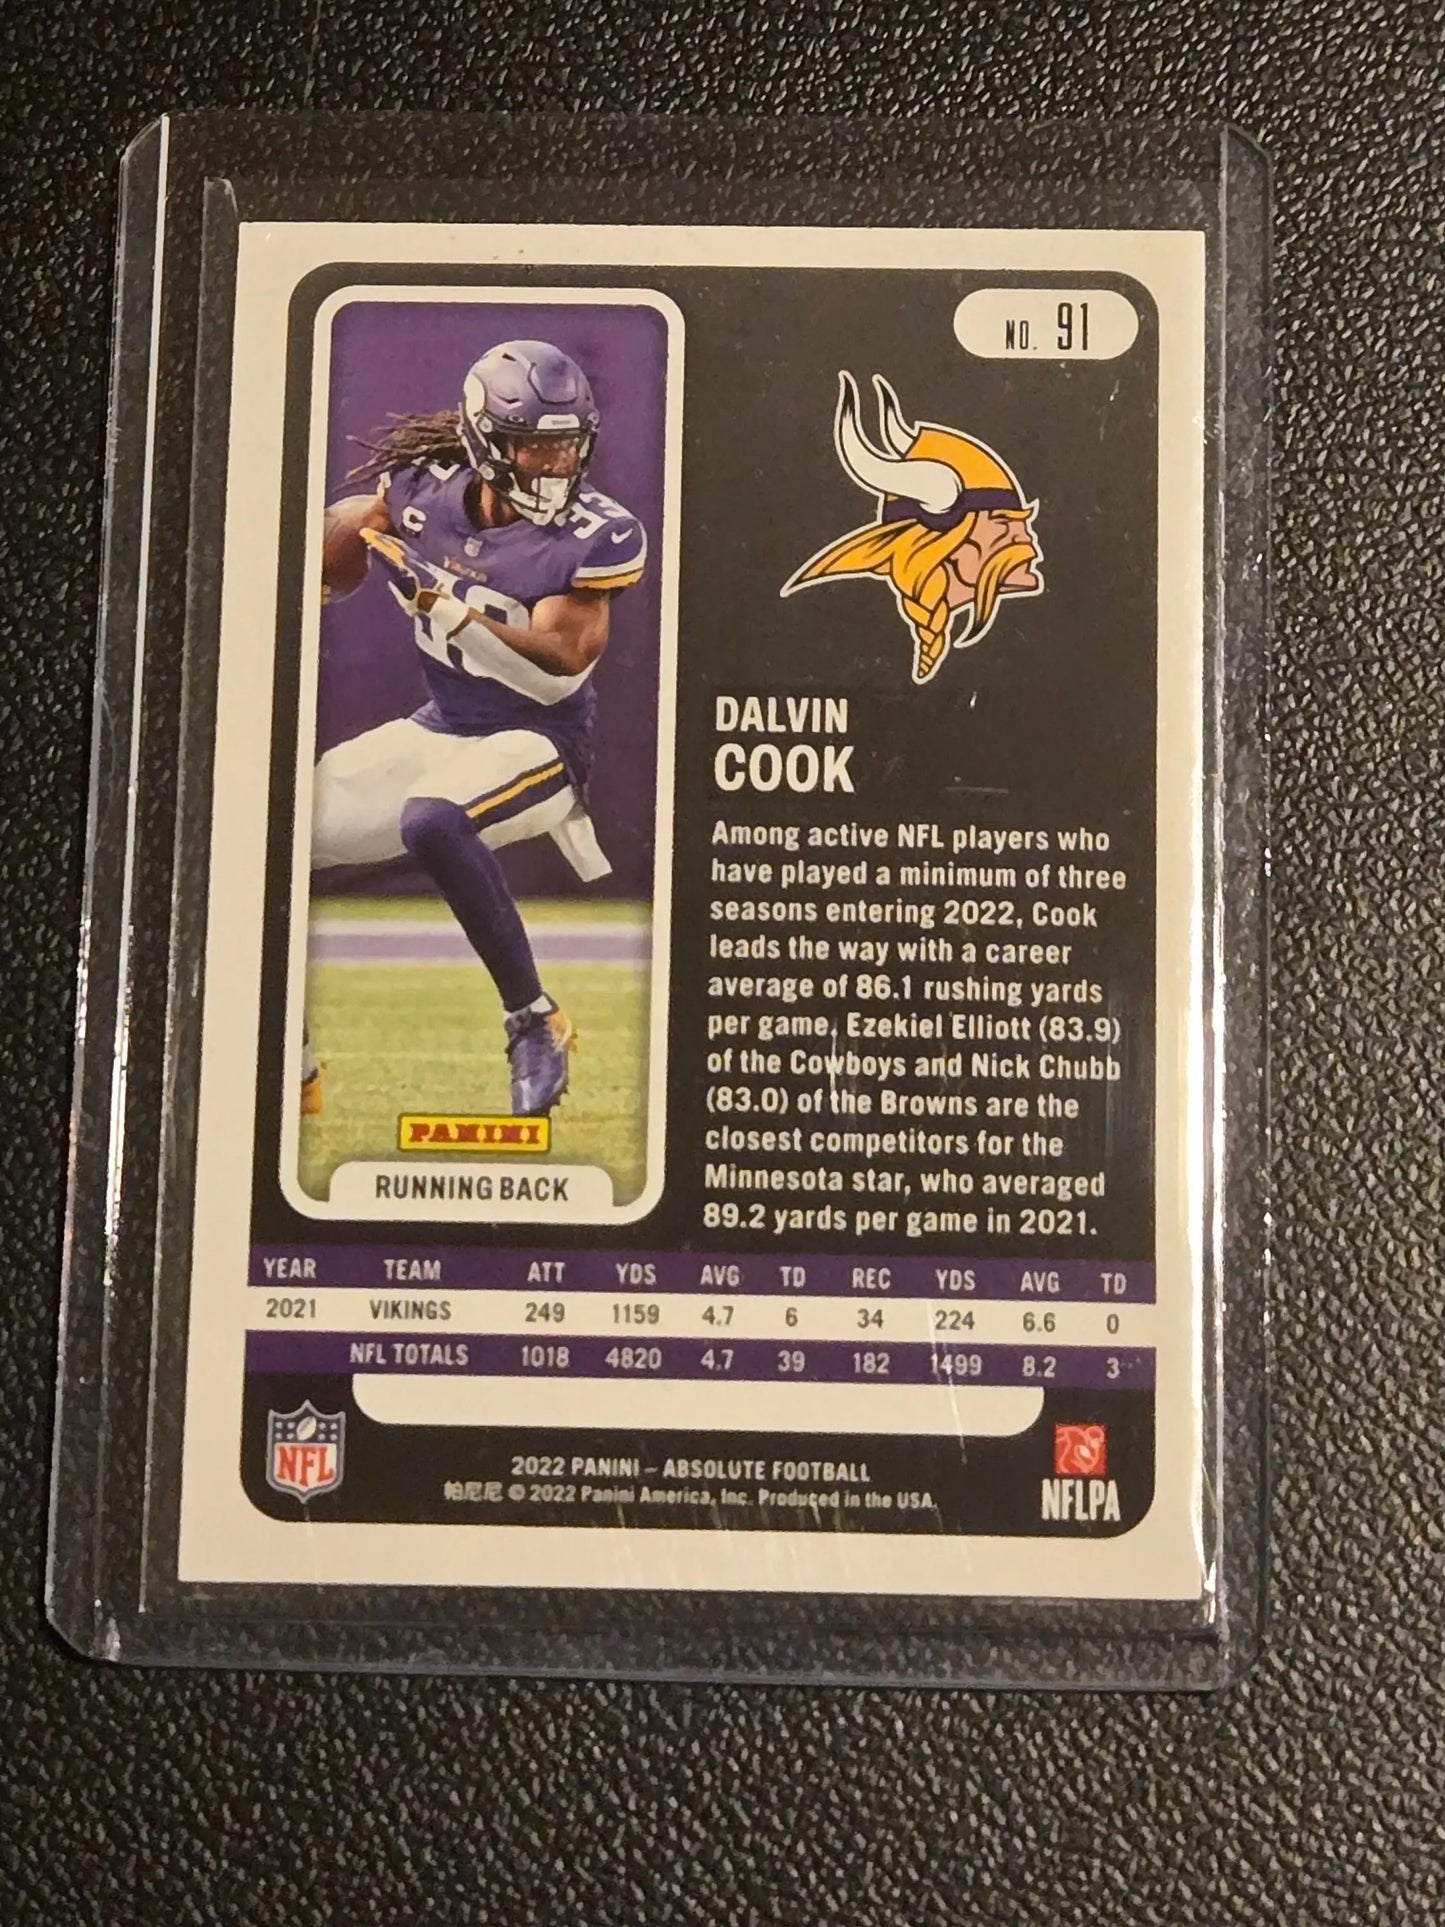 NO. 91
33
C
33
PANINI
RUNNING BACK
DALVIN
COOK
Among active NFL players who
have played a minimum of three
seasons entering 2022, Cook
leads the way with a career
average of 86.1 rushing yards
per game. Ezekiel Elliott (83.9)
of the Cowboys and Nick Chubb
(83.0) of the Browns are the
closest competitors for the
Minnesota star, who averaged
89.2 yards per game in 2021.
YEAR TEAM ATT YDS AVG TD REC YDS AVG TD
2021 VIKINGS 249 1159 4.7 6 34 224 6.6 0
NFL TOTALS 1018 4820 4.7 39 182 1499 8.2 3
NFL
2022 PANINI – ABSOLUTE FOOTBALL
帕尼尼 © 2022 Panini America, Inc. Produced in the USA.
NFLPA